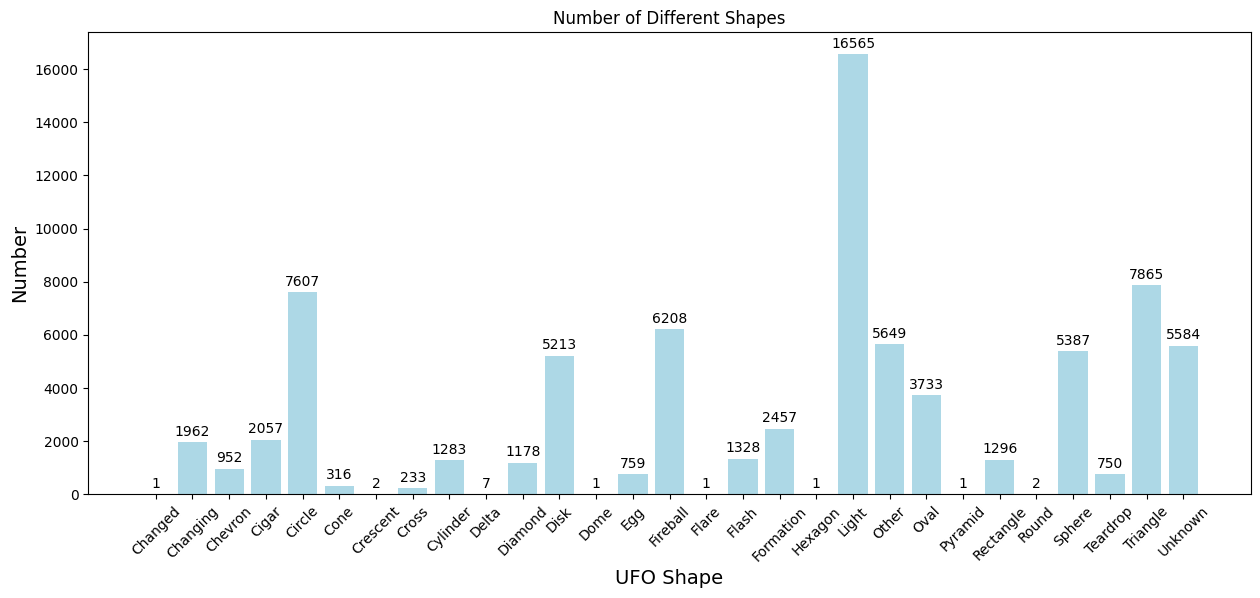 Number of Different Shapes
Number
16000
14000
12000
10000
8000
6000
4000
2000
0
1
1962
952
2057
7607
316
2
233
1283
7
1178
5213
1
759
6208
1
1328
2457
1
16565
5649
3733
1
1296
2
5387
750
7865
5584
Changed
Changing
Chevron
Cigar
Circle
Cone
Crescent
Cross
Cylinder
Delta
Diamond
Disk
Dome
Egg
Fireball
Flare
Flash
Formation
Hexagon
Light
Other
Oval
Pyramid
Rectangle
Round
Sphere
Teardrop
Triangle
Unknown
UFO Shape